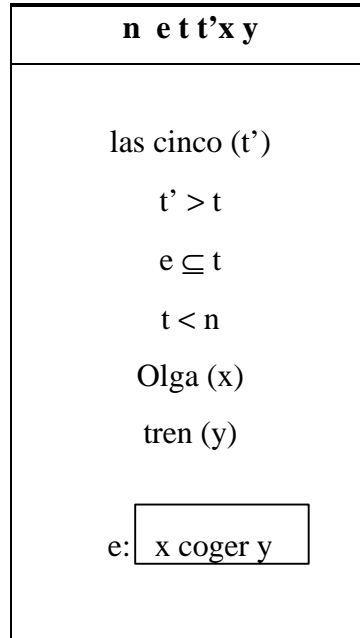 n e t t’x y
las cinco (t’)
t’ > t
e ⊆ t
t < n
Olga (x)
tren (y)
e: x coger y